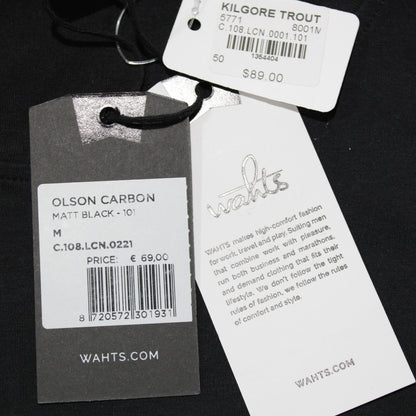 KILGORE TROUT
5771 8001M
C.108.LCN.0001.101
1354404
50
$89.00
OLSON CARBON
MATT BLACK - 101
M
C.108.LCN.0221
PRICE: € 69,00
8 720572 301931
WAHTS.COM
wahts
WAHTS makes high-comfort fashion
for work, travel and play. Suiting men
that combine work with pleasure,
run both business and marathons,
and demand clothing that fits their
lifestyle. We don't follow the tight
rules of fashion, we follow the rules
of comfort and style.
WAHTS.COM